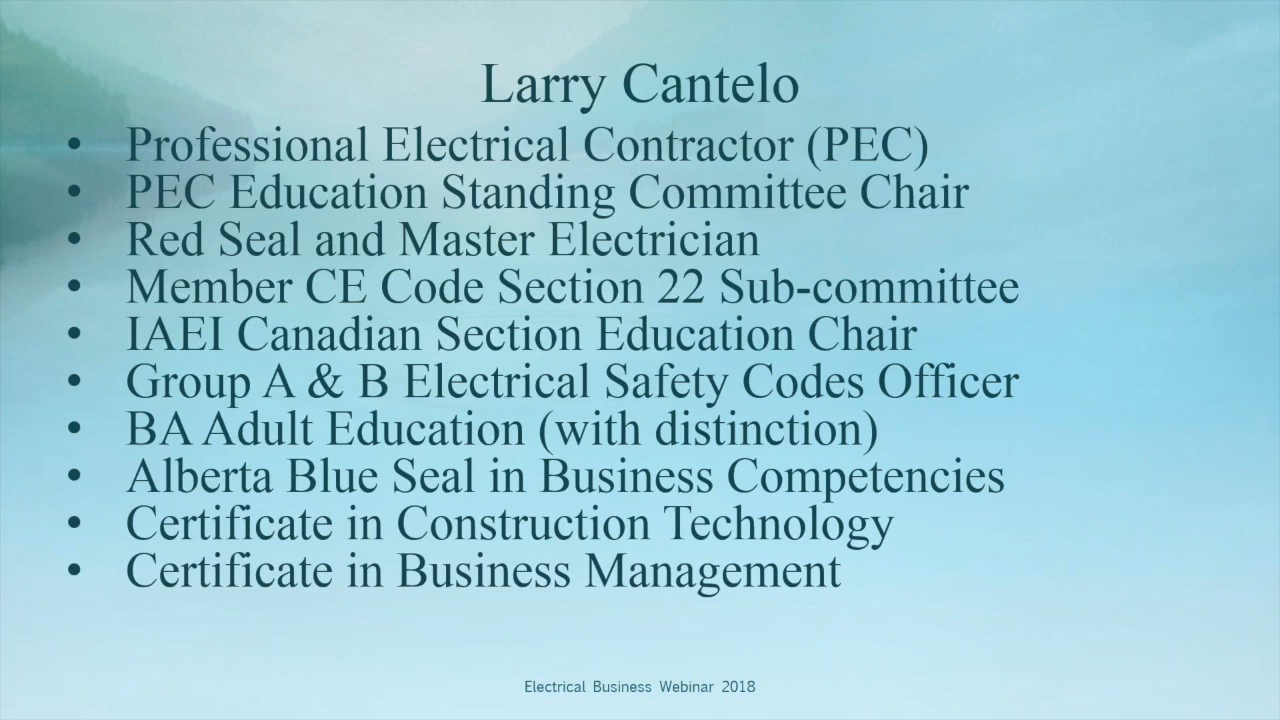 Larry Cantelo
• Professional Electrical Contractor (PEC)
• PEC Education Standing Committee Chair
• Red Seal and Master Electrician
• Member CE Code Section 22 Sub-committee
• IAEI Canadian Section Education Chair
• Group A & B Electrical Safety Codes Officer
• BA Adult Education (with distinction)
• Alberta Blue Seal in Business Competencies
• Certificate in Construction Technology
• Certificate in Business Management
Electrical Business Webinar 2018